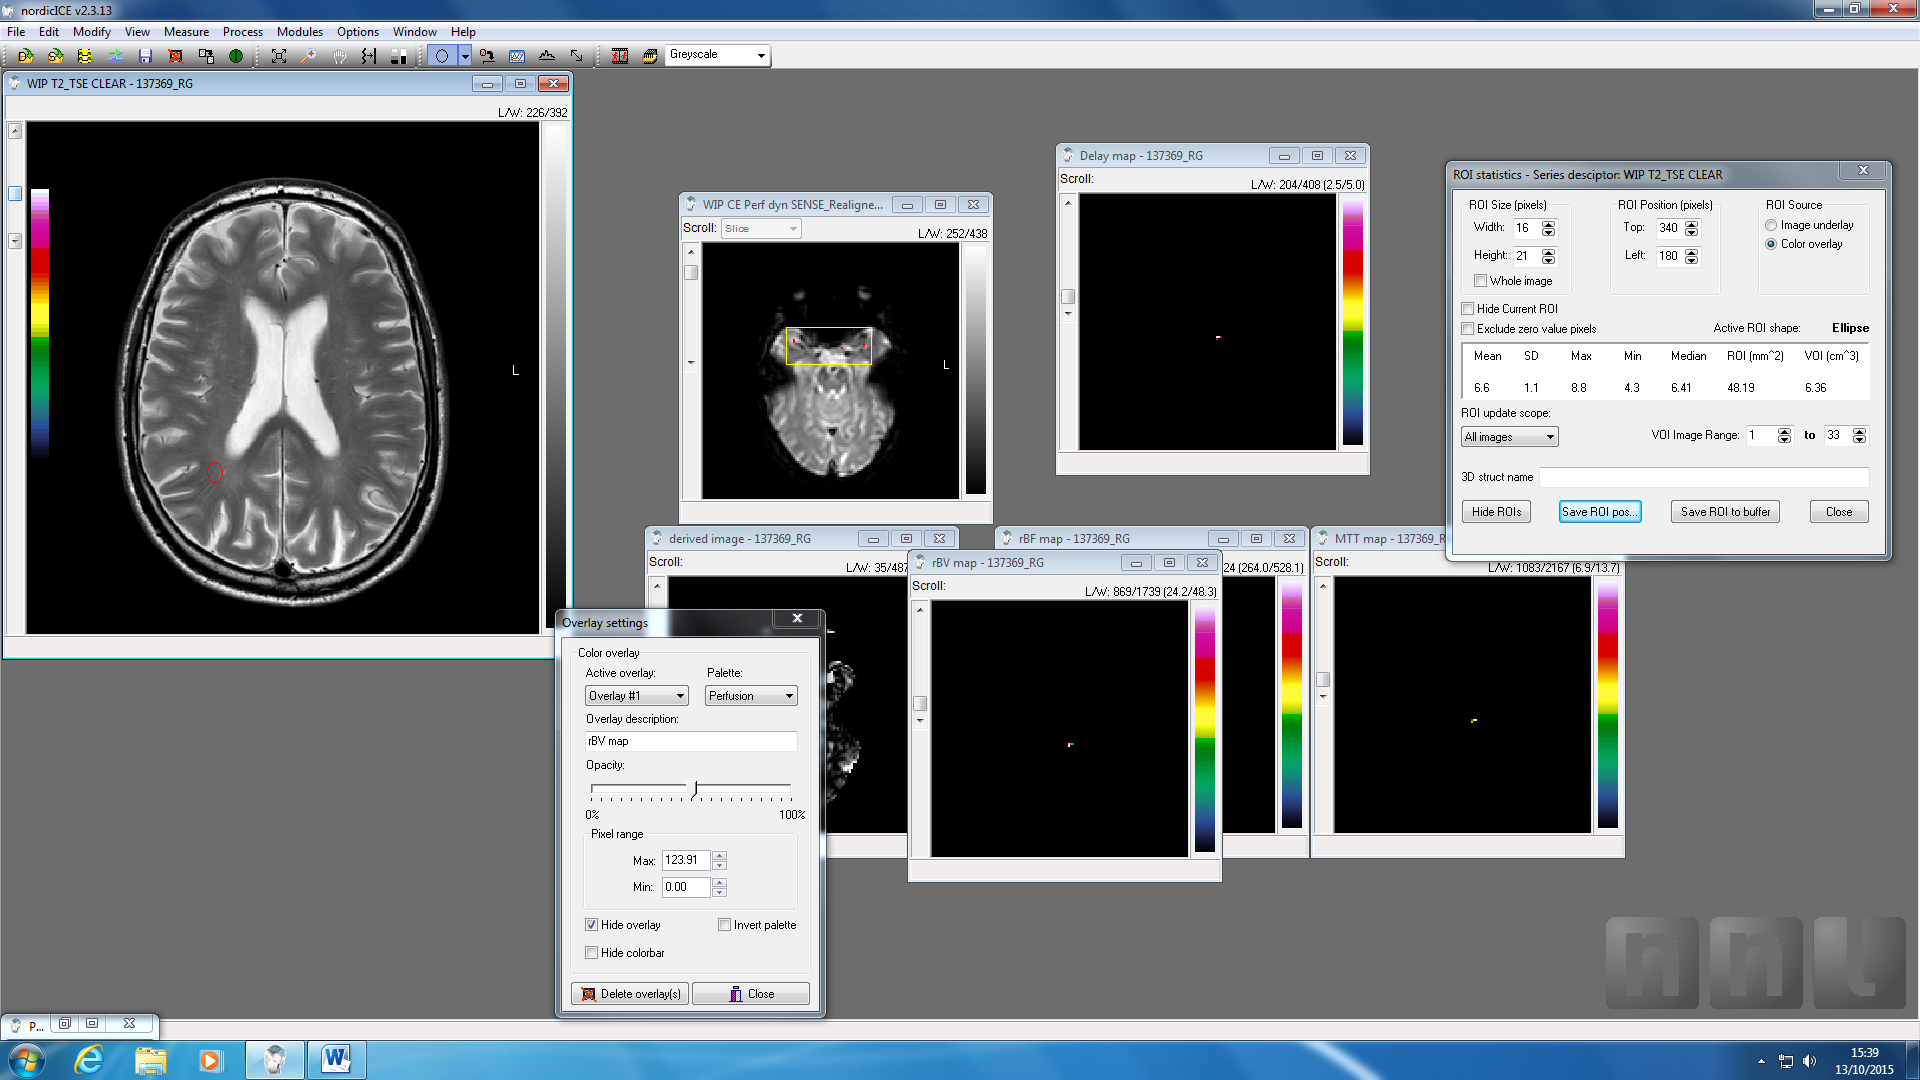 nordicICE v2.3.13
File Edit Modify View Measure Process Modules Options Window Help
Greyscale
WIP T2_TSE CLEAR - 137369_RG
L/W: 226/392
L
WIP CE Perf dyn SENSE_Realigne...
Scroll: Slice
L/W: 252/438
L
Delay map - 137369_RG
Scroll:
L/W: 204/408 (2.5/5.0)
ROI statistics - Series desciptor: WIP T2_TSE CLEAR
ROI Size (pixels) ROI Position (pixels) ROI Source
Width: 16 Top: 340 Image underlay
Color overlay
Height: 21 Left: 180
Whole image
Hide Current ROI
Exclude zero value pixels Active ROI shape: Ellipse
Mean SD Max Min Median ROI (mm^2) VOI (cm^3)
6.6 1.1 8.8 4.3 6.41 48.19 6.36
ROI update scope:
All images VOI Image Range: 1 to 33
3D struct name
Hide ROIs Save ROI pos... Save ROI to buffer Close
derived image - 137369_RG
Scroll:
L/W: 35/487
rBF map - 137369_RG
24 (264.0/528.1)
rBV map - 137369_RG
Scroll:
L/W: 869/1739 (24.2/48.3)
MTT map - 137369_R
Scroll:
L/W: 1083/2167 (6.9/13.7)
Overlay settings
Color overlay
Active overlay: Palette:
Overlay #1 Perfusion
Overlay description:
rBV map
Opacity:
0% 100%
Pixel range
Max: 123.91
Min: 0.00
Hide overlay Invert palette
Hide colorbar
Delete overlay(s) Close
nnl
P...
15:39
13/10/2015